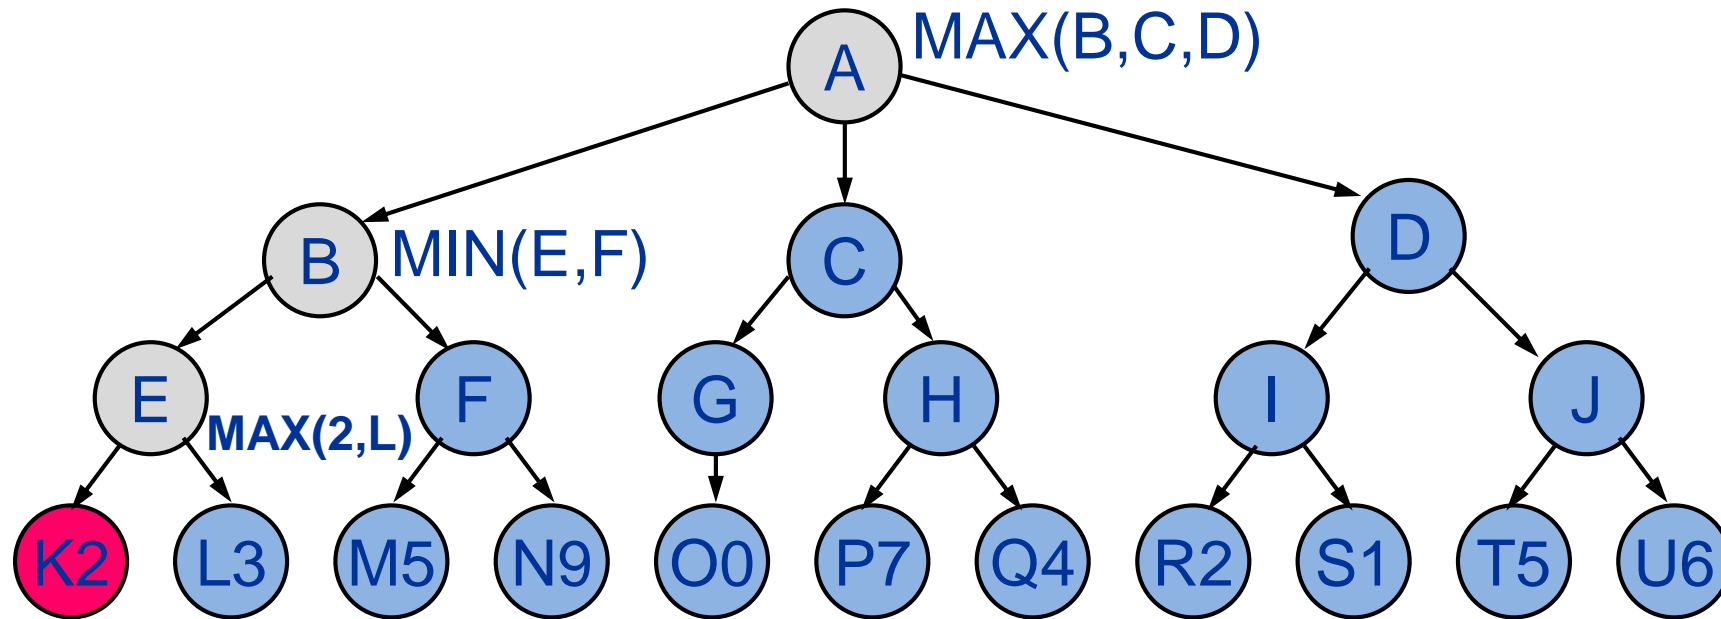 A MAX(B,C,D)
B MIN(E,F) C D
E MAX(2,L) F G H I J
K2 L3 M5 N9 O0 P7 Q4 R2 S1 T5 U6